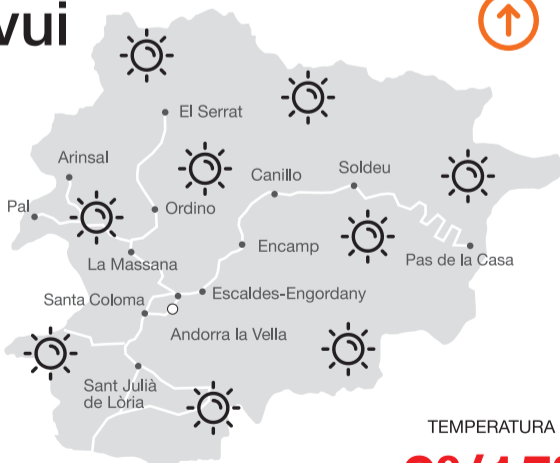 El Serrat
Arinsal
Canillo
Soldeu
Pal
Ordino
Encamp
La Massana
Pas de la Casa
Santa Coloma
Escaldes-Engordany
Andorra la Vella
Sant Julià
de Lòria
TEMPERATURA